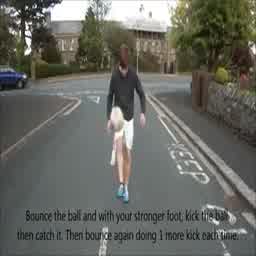 KEEP
Bounce the ball and with your stronger foot, kick the ball
then catch it. Then bounce again doing 1 more kick each time.